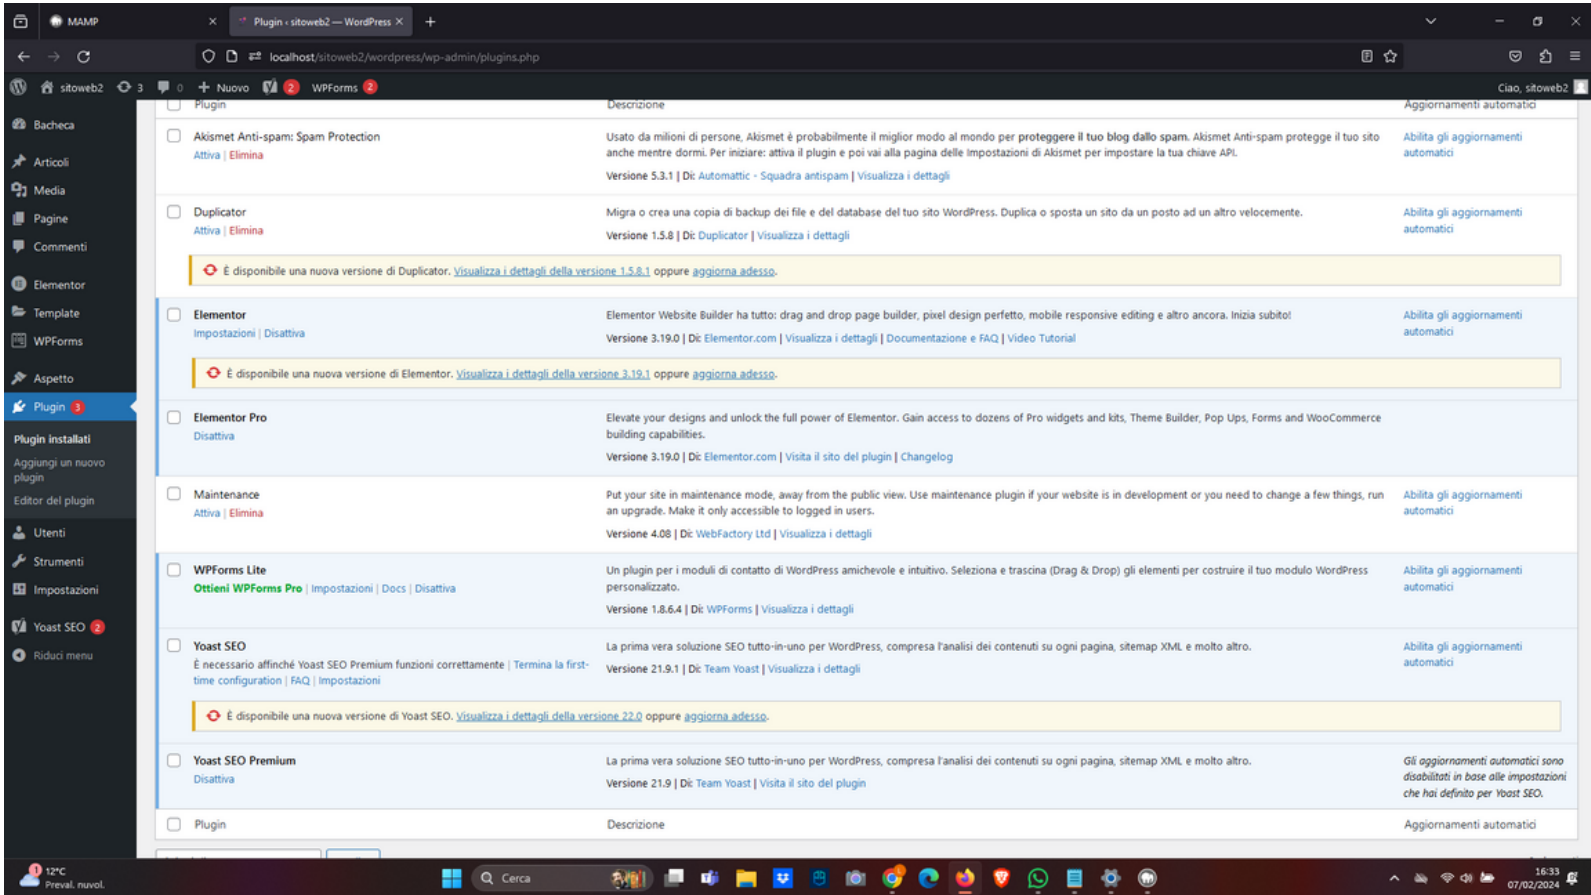 MAMP
Plugin ‹ sitoweb2 — WordPress
localhost/sitoweb2/wordpress/wp-admin/plugins.php
sitoweb2 3 0 Nuovo 2 WPForms 2
Ciao, sitoweb2
Bacheca
Articoli
Media
Pagine
Commenti
Elementor
Template
WPForms
Aspetto
Plugin 3
Plugin installati
Aggiungi un nuovo
plugin
Editor del plugin
Utenti
Strumenti
Impostazioni
Yoast SEO 2
Riduci menu
Plugin Descrizione Aggiornamenti automatici
Akismet Anti-spam: Spam Protection
Attiva | Elimina
Usato da milioni di persone, Akismet è probabilmente il miglior modo al mondo per proteggere il tuo blog dallo spam. Akismet Anti-spam protegge il tuo sito
anche mentre dormi. Per iniziare: attiva il plugin e poi vai alla pagina delle Impostazioni di Akismet per impostare la tua chiave API.
Versione 5.3.1 | Di: Automattic - Squadra antispam | Visualizza i dettagli
Abilita gli aggiornamenti
automatici
Duplicator
Attiva | Elimina
Migra o crea una copia di backup dei file e del database del tuo sito WordPress. Duplica o sposta un sito da un posto ad un altro velocemente.
Versione 1.5.8 | Di: Duplicator | Visualizza i dettagli
Abilita gli aggiornamenti
automatici
È disponibile una nuova versione di Duplicator. Visualizza i dettagli della versione 1.5.8.1 oppure aggiorna adesso.
Elementor
Impostazioni | Disattiva
Elementor Website Builder ha tutto: drag and drop page builder, pixel design perfetto, mobile responsive editing e altro ancora. Inizia subito!
Versione 3.19.0 | Di: Elementor.com | Visualizza i dettagli | Documentazione e FAQ | Video Tutorial
Abilita gli aggiornamenti
automatici
È disponibile una nuova versione di Elementor. Visualizza i dettagli della versione 3.19.1 oppure aggiorna adesso.
Elementor Pro
Disattiva
Elevate your designs and unlock the full power of Elementor. Gain access to dozens of Pro widgets and kits, Theme Builder, Pop Ups, Forms and WooCommerce
building capabilities.
Versione 3.19.0 | Di: Elementor.com | Visita il sito del plugin | Changelog
Maintenance
Attiva | Elimina
Put your site in maintenance mode, away from the public view. Use maintenance plugin if your website is in development or you need to change a few things, run
an upgrade. Make it only accessible to logged in users.
Versione 4.08 | Di: WebFactory Ltd | Visualizza i dettagli
Abilita gli aggiornamenti
automatici
WPForms Lite
Ottieni WPForms Pro | Impostazioni | Docs | Disattiva
Un plugin per i moduli di contatto di WordPress amichevole e intuitivo. Seleziona e trascina (Drag & Drop) gli elementi per costruire il tuo modulo WordPress
personalizzato.
Versione 1.8.6.4 | Di: WPForms | Visualizza i dettagli
Abilita gli aggiornamenti
automatici
Yoast SEO
È necessario affinché Yoast SEO Premium funzioni correttamente | Termina la first-
time configuration | FAQ | Impostazioni
La prima vera soluzione SEO tutto-in-uno per WordPress, compresa l'analisi dei contenuti su ogni pagina, sitemap XML e molto altro.
Versione 21.9.1 | Di: Team Yoast | Visualizza i dettagli
Abilita gli aggiornamenti
automatici
È disponibile una nuova versione di Yoast SEO. Visualizza i dettagli della versione 22.0 oppure aggiorna adesso.
Yoast SEO Premium
Disattiva
La prima vera soluzione SEO tutto-in-uno per WordPress, compresa l'analisi dei contenuti su ogni pagina, sitemap XML e molto altro.
Versione 21.9 | Di: Team Yoast | Visita il sito del plugin
Gli aggiornamenti automatici sono
disabilitati in base alle impostazioni
che hai definito per Yoast SEO.
Plugin Descrizione Aggiornamenti automatici
1
12°C
Preval. nuvol.
Cerca
16:33
07/02/2024